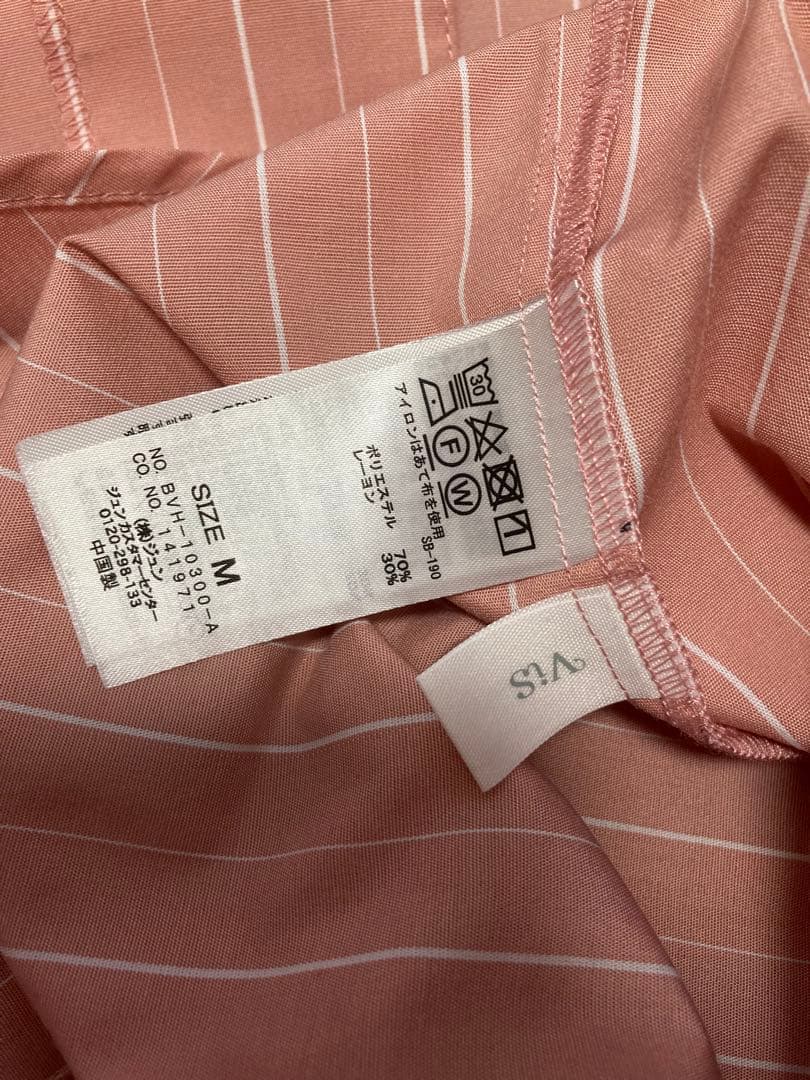 30
F
W
アイロンはあて布を使用
SB-190
ポリエステル 70%
レーヨン 30%
SIZE M
NO. BVH-10300-A
CO. NO. 141971
(株)ジュン
ジュンカスタマーセンター
0120-298-133
中国製
ViS